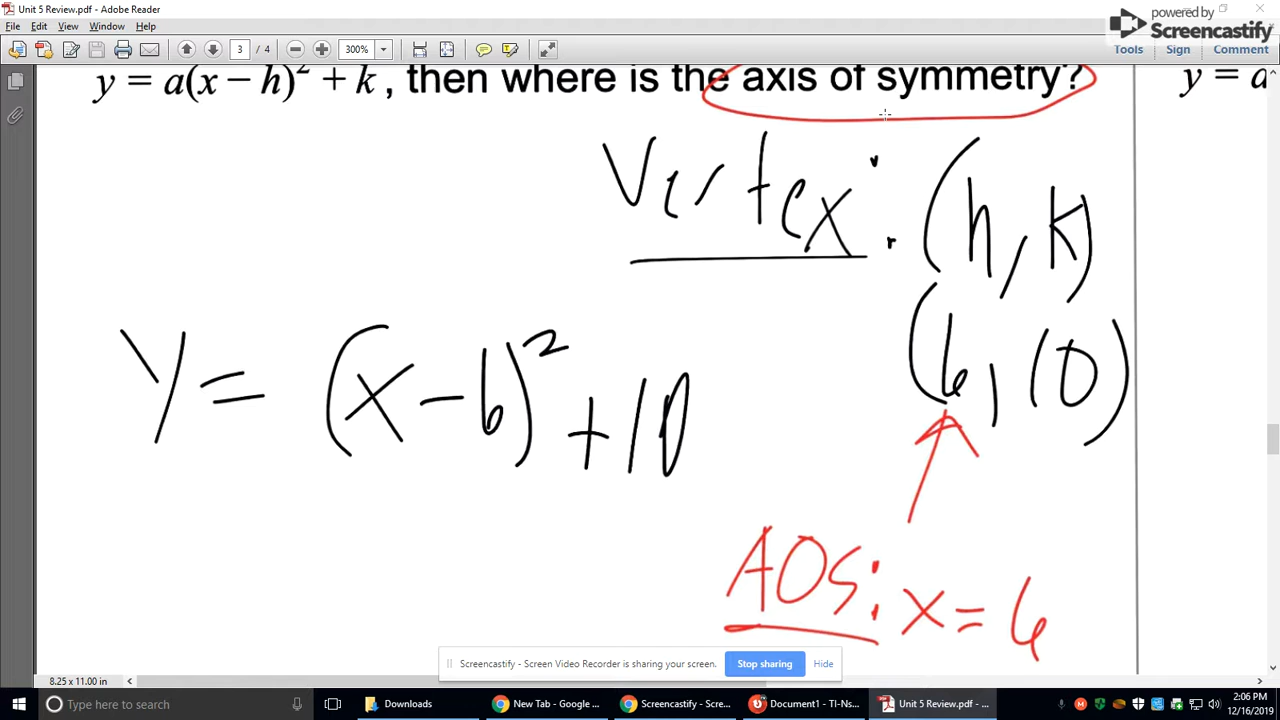 Unit 5 Review.pdf - Adobe Reader
powered by
Screencastify
File Edit View Window Help
3 / 4 300% Tools Sign Comment
y = a(x − h)² + k , then where is the axis of symmetry?
y = a
Vertex : (h, k)
(6, 10)
Y = (x - 6)² + 10
AOS: x = 6
Screencastify - Screen Video Recorder is sharing your screen. Stop sharing Hide
8.25 x 11.00 in
Type here to search
Downloads
New Tab - Google ...
Screencastify - Scre...
Document1 - TI-Ns...
Unit 5 Review.pdf - ...
2:06 PM
12/16/2019